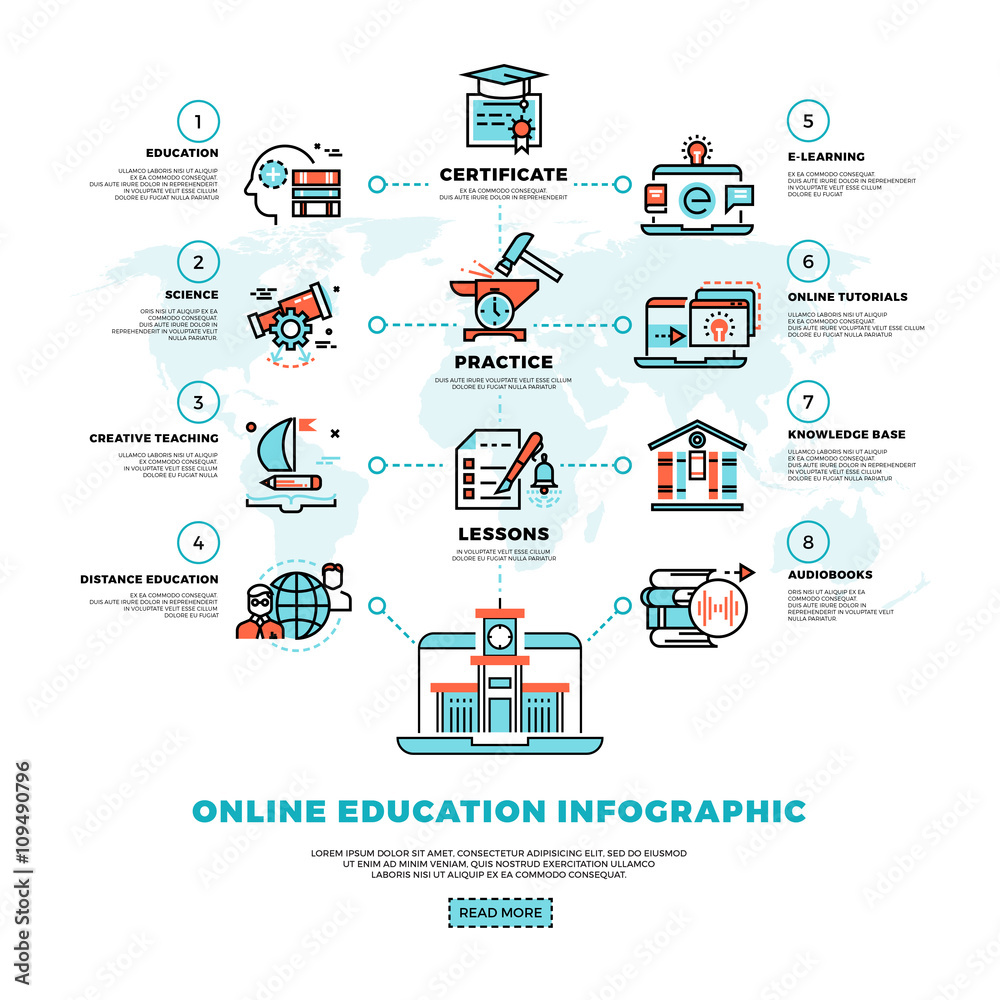 1
EDUCATION
ULLAMCO LABORIS NISI UT ALIQUIP
EX EA COMMODO CONSEQUAT.
DUIS AUTE IRURE DOLOR IN REPREHENDERIT
IN VOLUPTATE VELIT ESSE CILLUM
DOLORE EU FUGIAT NULLA PARIATUR
2
SCIENCE
OROS NISI UT ALIQUIP
EX EA COMMODO CONSEQUAT.
DUIS AUTE IRURE DOLOR
IN REPREHENDERIT IN VOLUPTATE VELIT
NULLA PARIATUR.
3
CREATIVE TEACHING
ULLAMCO LABORIS NISI UT ALIQUIP
EX EA COMMODO CONSEQUAT.
DUIS AUTE IRURE DOLOR
IN VOLUPTATE VELIT ESSE CILLUM
DOLORE EU FUGIAT NULLA
4
DISTANCE EDUCATION
EX EA COMMODO CONSEQUAT.
DUIS AUTE IRURE DOLOR IN REPREHENDERIT
IN VOLUPTATE VELIT ESSE CILLUM DOLORE
EU FUGIAT
CERTIFICATE
EX EA COMMODO CONSEQUAT.
DUIS AUTE IRURE DOLOR IN REPREHENDERIT
PRACTICE
DUIS AUTE IRURE VOLUPTATE VELIT ESSE CILLUM
DOLORE EU FUGIAT NULLA PARIATUR
LESSONS
IN VOLUPTATE VELIT ESSE CILLUM
DOLORE EU FUGIAT NULLA PARIATUR
5
E-LEARNING
EX EA COMMODO CONSEQUAT.
DUIS AUTE IRURE DOLOR IN REPREHENDERIT
IN VOLUPTATE VELIT ESSE CILLUM
DOLORE EU FUGIAT
e
6
ONLINE TUTORIALS
ULLAMCO LABORIS NISI UT ALIQUIP
EX EA COMMODO CONSEQUAT.
DUIS AUTE IRURE VOLUPTATE VELIT ESSE CILLUM
7
KNOWLEDGE BASE
ULLAMCO LABORIS NISI UT ALIQUIP
EX EA COMMODO CONSEQUAT.
DUIS AUTE IRURE DOLOR IN REPREHENDERIT
IN VOLUPTATE VELIT ESSE CILLUM
DOLORE EU FUGIAT NULLA PARIATUR
8
AUDIOBOOKS
LABORIS NISI UT ALIQUIP
EX EA COMMODO CONSEQUAT.
DUIS AUTE IRURE DOLOR
IN VOLUPTATE VELIT ESSE CILLUM
DOLORE EU FUGIAT VELIT
NULLA PARIATUR.
ONLINE EDUCATION INFOGRAPHIC
LOREM IPSUM DOLOR SIT AMET, CONSECTETUR ADIPISICING ELIT, SED DO EIUSMOD
UT ENIM AD MINIM VENIAM, QUIS NOSTRUD EXERCITATION ULLAMCO
LABORIS NISI UT ALIQUIP EX EA COMMODO CONSEQUAT.
READ MORE
Adobe Stock
Adobe Stock | #109490796